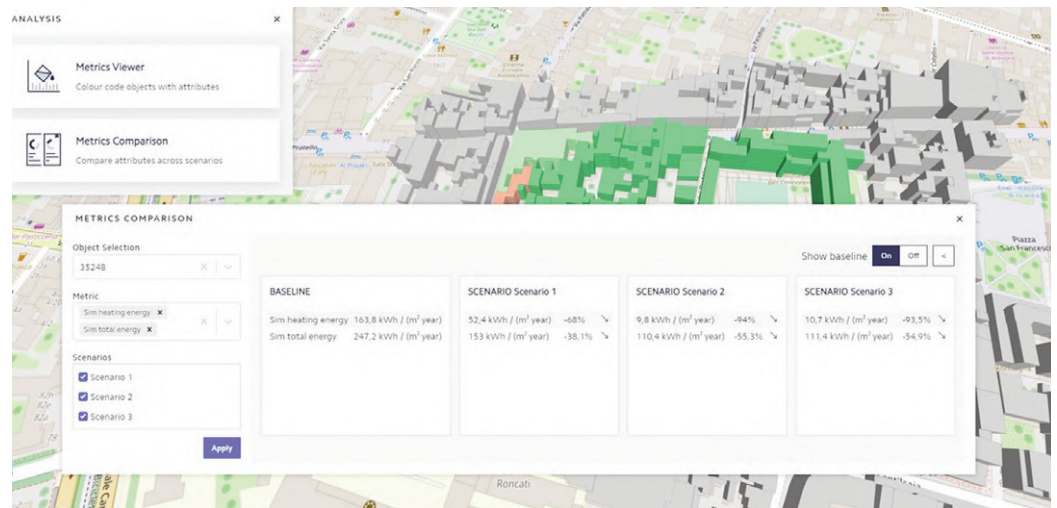 ANALYSIS ×
Metrics Viewer
Colour code objects with attributes
Metrics Comparison
Compare attributes across scenarios
METRICS COMPARISON ×
Object Selection
35248
Metric
Sim heating energy ×
Sim total energy ×
Scenarios
Scenario 1
Scenario 2
Scenario 3
Apply
Show baseline On Off <
BASELINE
Sim heating energy 163,8 kWh / (m² year)
Sim total energy 247,2 kWh / (m² year)
SCENARIO Scenario 1
52,4 kWh / (m² year) -68% ↘
153 kWh / (m² year) -38,1% ↘
SCENARIO Scenario 2
9,8 kWh / (m² year) -94% ↘
110,4 kWh / (m² year) -55,3% ↘
SCENARIO Scenario 3
10,7 kWh / (m² year) -93,5% ↘
111,4 kWh / (m² year) -54,9% ↘
Piazza
San Francesco
Roncati